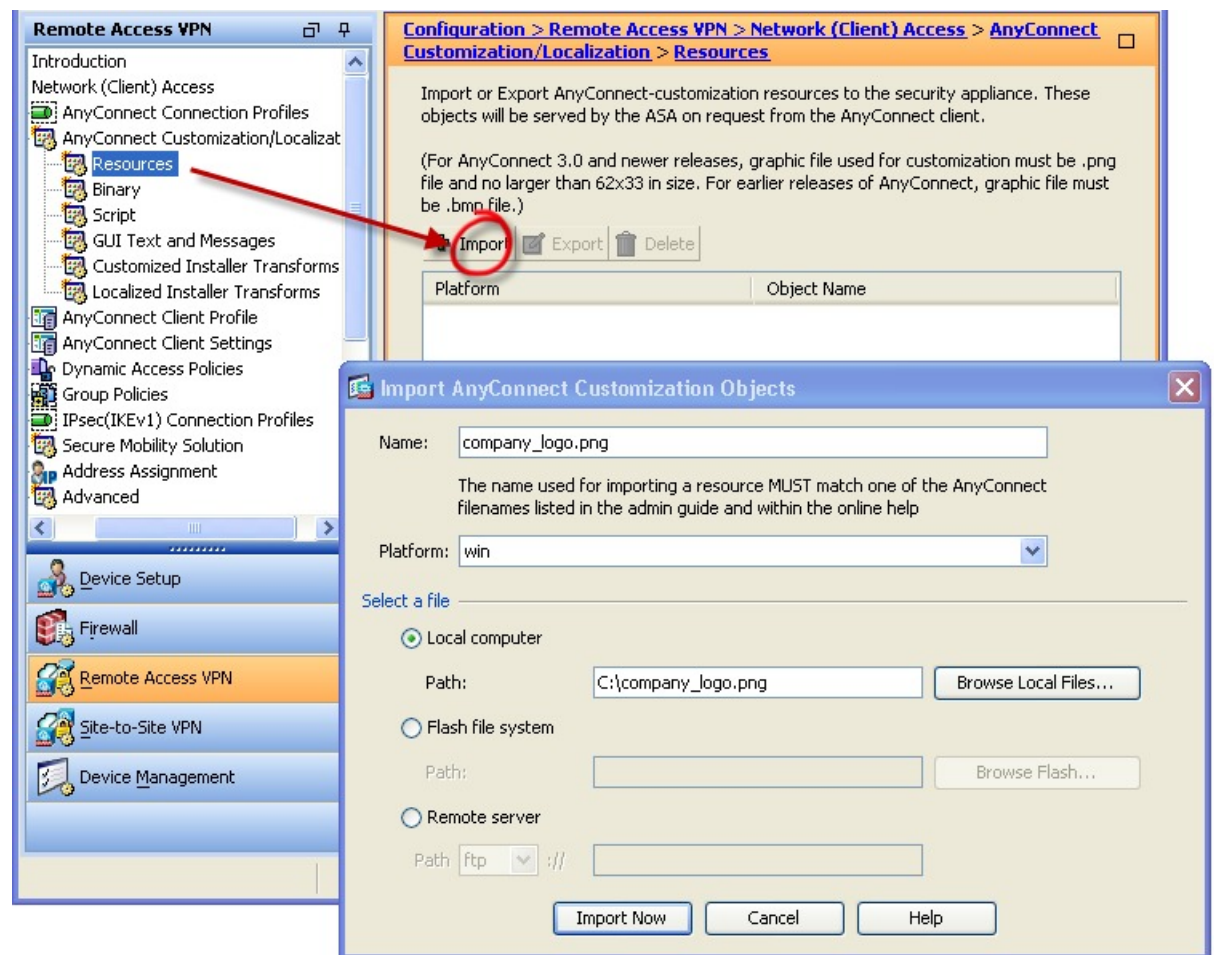 Remote Access VPN
Introduction
Network (Client) Access
AnyConnect Connection Profiles
AnyConnect Customization/Localizat
Resources
Binary
Script
GUI Text and Messages
Customized Installer Transforms
Localized Installer Transforms
AnyConnect Client Profile
AnyConnect Client Settings
Dynamic Access Policies
Group Policies
IPsec(IKEv1) Connection Profiles
Secure Mobility Solution
Address Assignment
Advanced
Device Setup
Firewall
Remote Access VPN
Site-to-Site VPN
Device Management
Configuration > Remote Access VPN > Network (Client) Access > AnyConnect
Customization/Localization > Resources
Import or Export AnyConnect-customization resources to the security appliance. These
objects will be served by the ASA on request from the AnyConnect client.
(For AnyConnect 3.0 and newer releases, graphic file used for customization must be .png
file and no larger than 62x33 in size. For earlier releases of AnyConnect, graphic file must
be .bmp file.)
Import Export Delete
Platform Object Name
Import AnyConnect Customization Objects
Name: company_logo.png
The name used for importing a resource MUST match one of the AnyConnect
filenames listed in the admin guide and within the online help
Platform: win
Select a file
Local computer
Path: C:\company_logo.png Browse Local Files...
Flash file system
Path: Browse Flash...
Remote server
Path ftp ://
Import Now Cancel Help